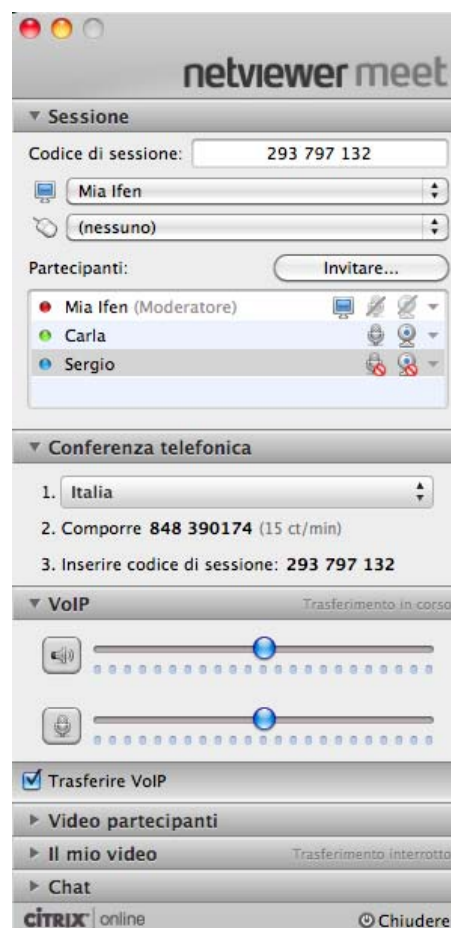 netviewer meet
Sessione
Codice di sessione: 293 797 132
Mia Ifen
(nessuno)
Partecipanti: Invitare...
Mia Ifen (Moderatore)
Carla
Sergio
Conferenza telefonica
1. Italia
2. Comporre 848 390174 (15 ct/min)
3. Inserire codice di sessione: 293 797 132
VoIP Trasferimento in corso
Trasferire VoIP
Video partecipanti
Il mio video Trasferimento interrotto
Chat
CITRIX online Chiudere